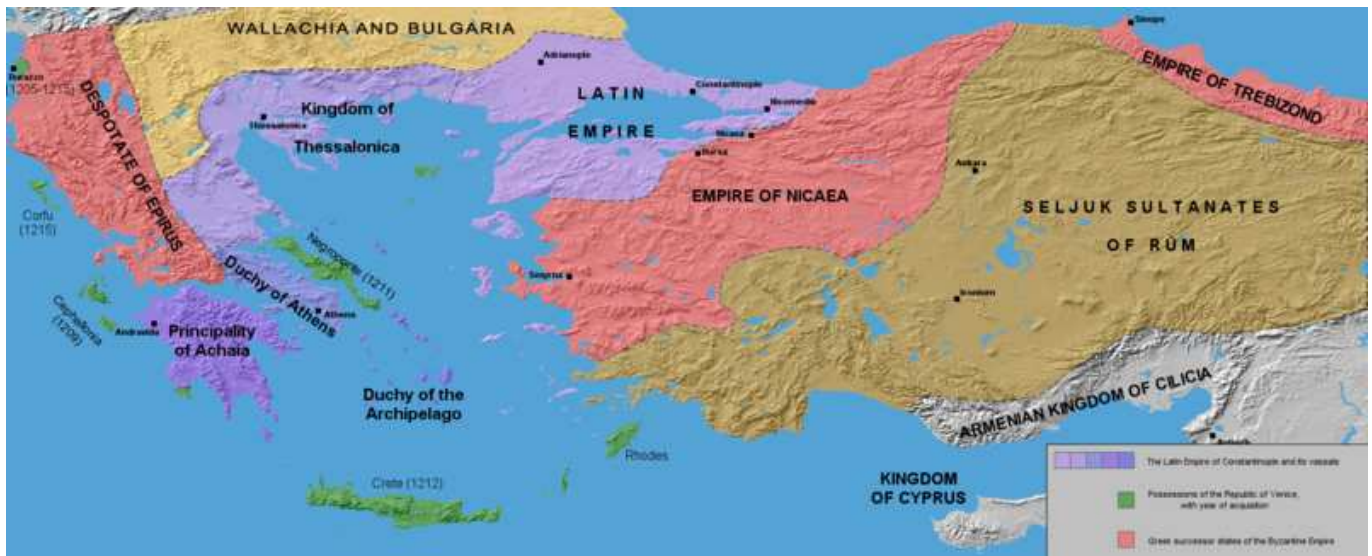 WALLACHIA AND BULGARIA
Sinope
Adrianople
Constantinople
Nicomedia
Durazzo
(1205-1215)
DESPOTATE OF EPIRUS
Kingdom of
Thessalonica
Thessalonica
LATIN
EMPIRE
EMPIRE OF TREBIZOND
Nicaea
Bursa
Ankara
EMPIRE OF NICAEA
SELJUK SULTANATES
OF RÛM
Corfu
(1215)
Negroponte (1211)
Smyrna
Iconium
Duchy of Athens
Athens
Cephellonia
(1209)
Andravida
Principality
of Achaia
Duchy of the
Archipelago
ARMENIAN KINGDOM OF CILICIA
Rhodes
Crete (1212)
KINGDOM
OF CYPRUS
The Latin Empire of Constantinople and its vassals
Possessions of the Republic of Venice,
with year of acquisition
Greek successor states of the Byzantine Empire